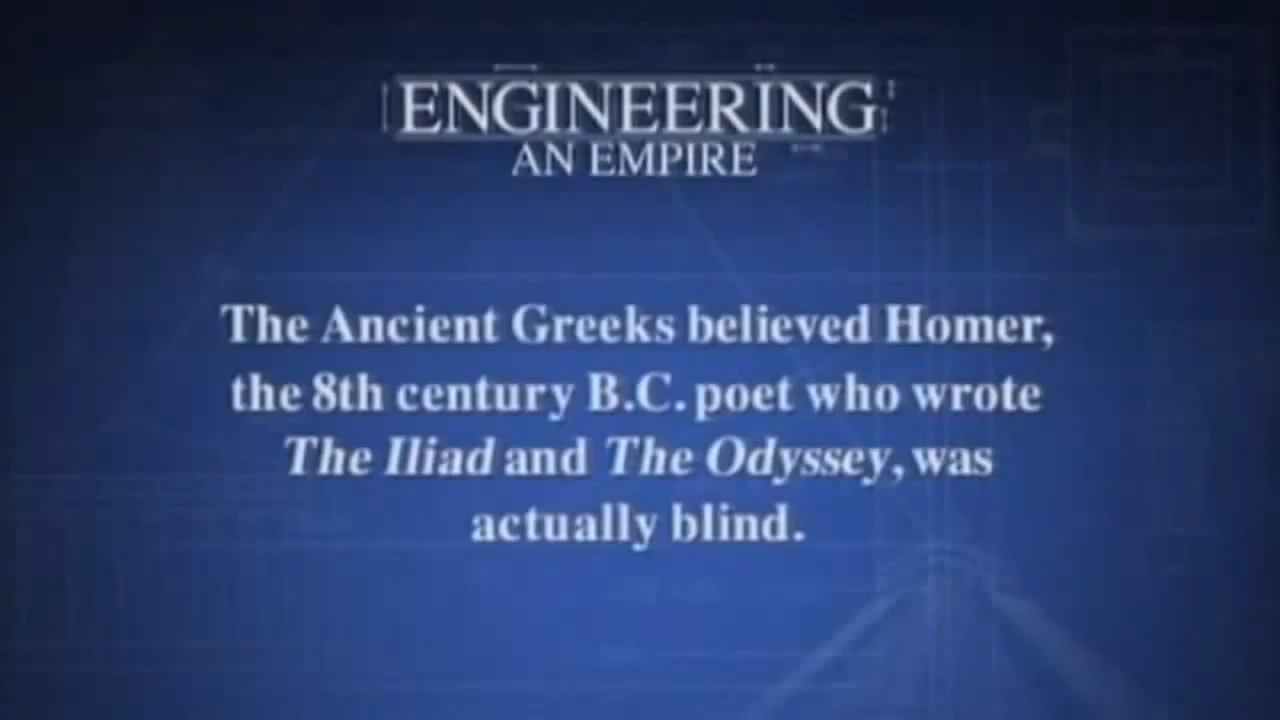 ENGINEERING
AN EMPIRE
The Ancient Greeks believed Homer,
the 8th century B.C. poet who wrote
The Iliad and The Odyssey, was
actually blind.